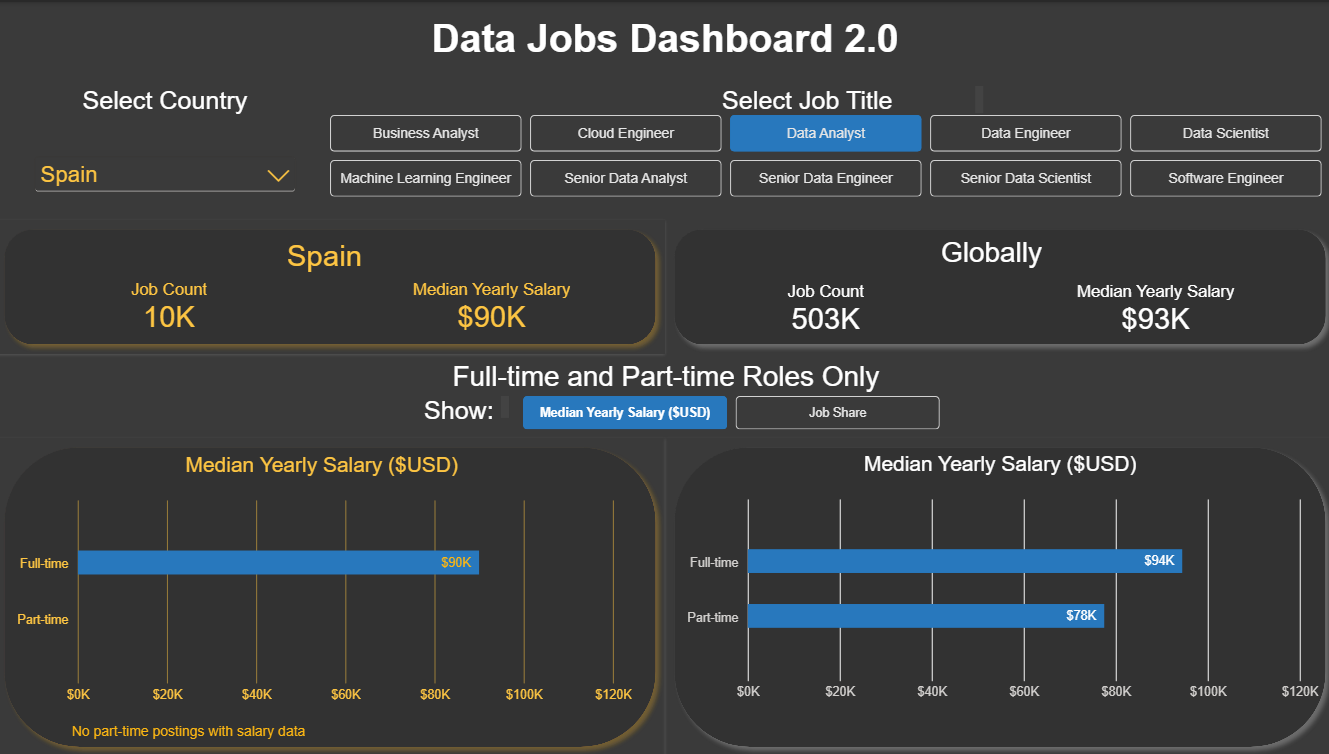 Data Jobs Dashboard 2.0
Select Country
Select Job Title
Spain
Business Analyst
Cloud Engineer
Data Analyst
Data Engineer
Data Scientist
Machine Learning Engineer
Senior Data Analyst
Senior Data Engineer
Senior Data Scientist
Software Engineer
Spain
Job Count
10K
Median Yearly Salary
$90K
Globally
Job Count
503K
Median Yearly Salary
$93K
Full-time and Part-time Roles Only
Show:
Median Yearly Salary ($USD)
Job Share
Median Yearly Salary ($USD)
Full-time
$90K
Part-time
$0K $20K $40K $60K $80K $100K $120K
No part-time postings with salary data
Median Yearly Salary ($USD)
Full-time
$94K
Part-time
$78K
$0K $20K $40K $60K $80K $100K $120K